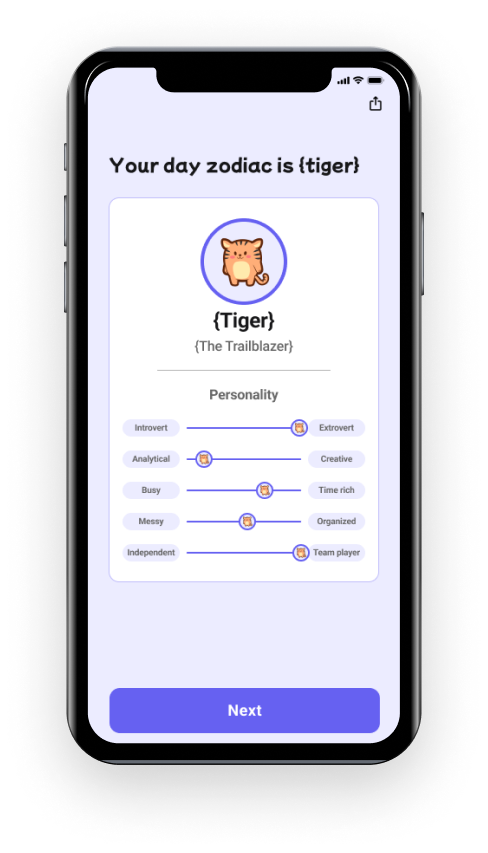 Your day zodiac is {tiger}
{Tiger}
{The Trailblazer}
Personality
Introvert Extrovert
Analytical Creative
Busy Time rich
Messy Organized
Independent Team player
Next